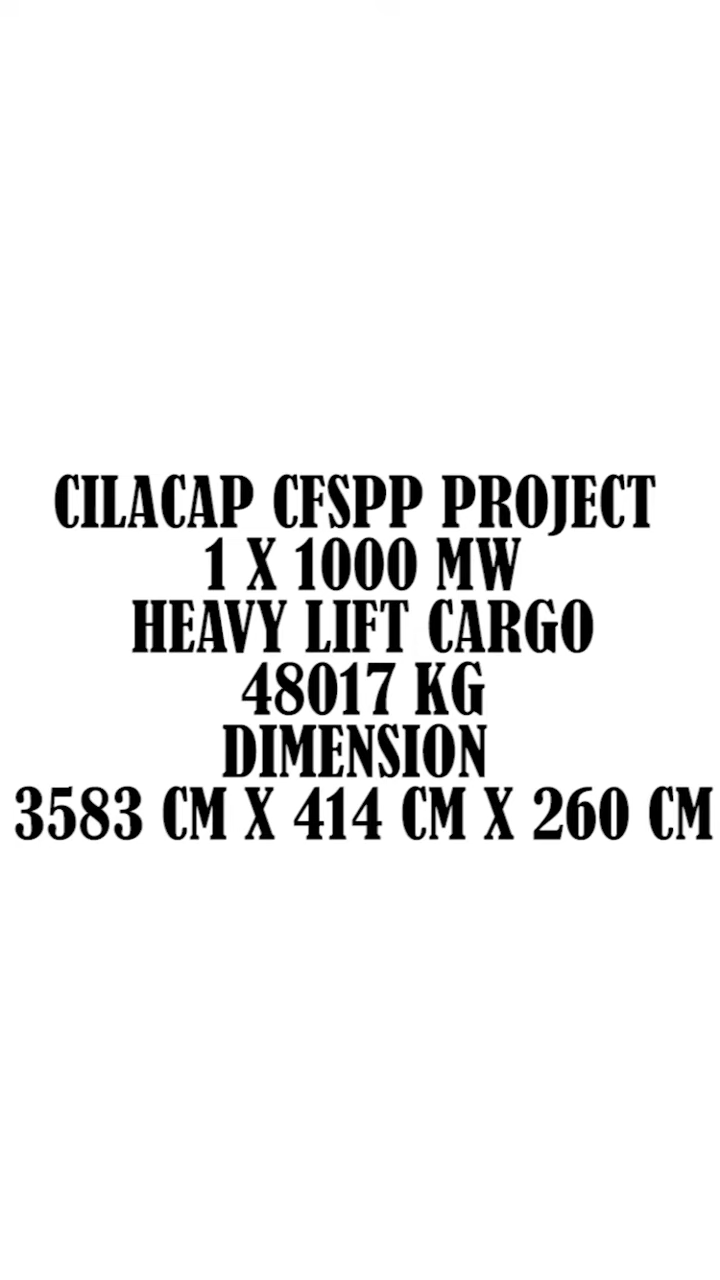 CILACAP CFSPP PROJECT
1 X 1000 MW
HEAVY LIFT CARGO
48017 KG
DIMENSION
3583 CM X 414 CM X 260 CM